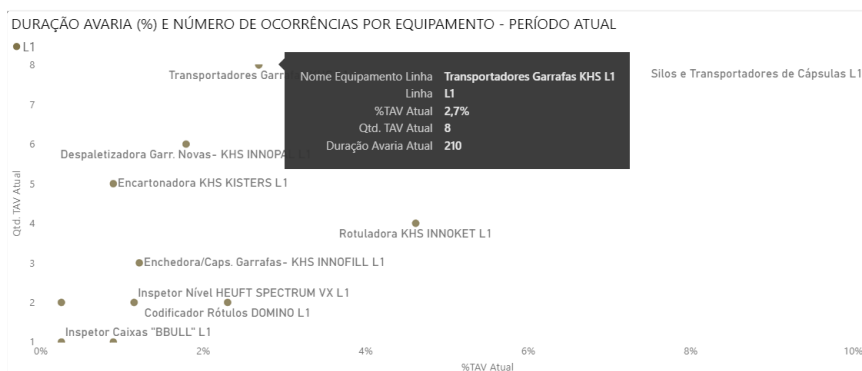 DURAÇÃO AVARIA (%) E NÚMERO DE OCORRÊNCIAS POR EQUIPAMENTO - PERÍODO ATUAL
L1
8
Transportadores Garr
Nome Equipamento Linha Transportadores Garrafas KHS L1
Linha L1
%TAV Atual 2,7%
Qtd. TAV Atual 8
Duração Avaria Atual 210
Silos e Transportadores de Cápsulas L1
7
6
Despaletizadora Garr. Novas- KHS INNOPAL L1
5
Encartonadora KHS KISTERS L1
Qtd. TAV Atual
4
Rotuladora KHS INNOKET L1
3
Enchedora/Caps. Garrafas- KHS INNOFILL L1
Inspetor Nível HEUFT SPECTRUM VX L1
2
Codificador Rótulos DOMINO L1
Inspetor Caixas "BBULL" L1
1
0% 2% 4% 6% 8% 10%
%TAV Atual